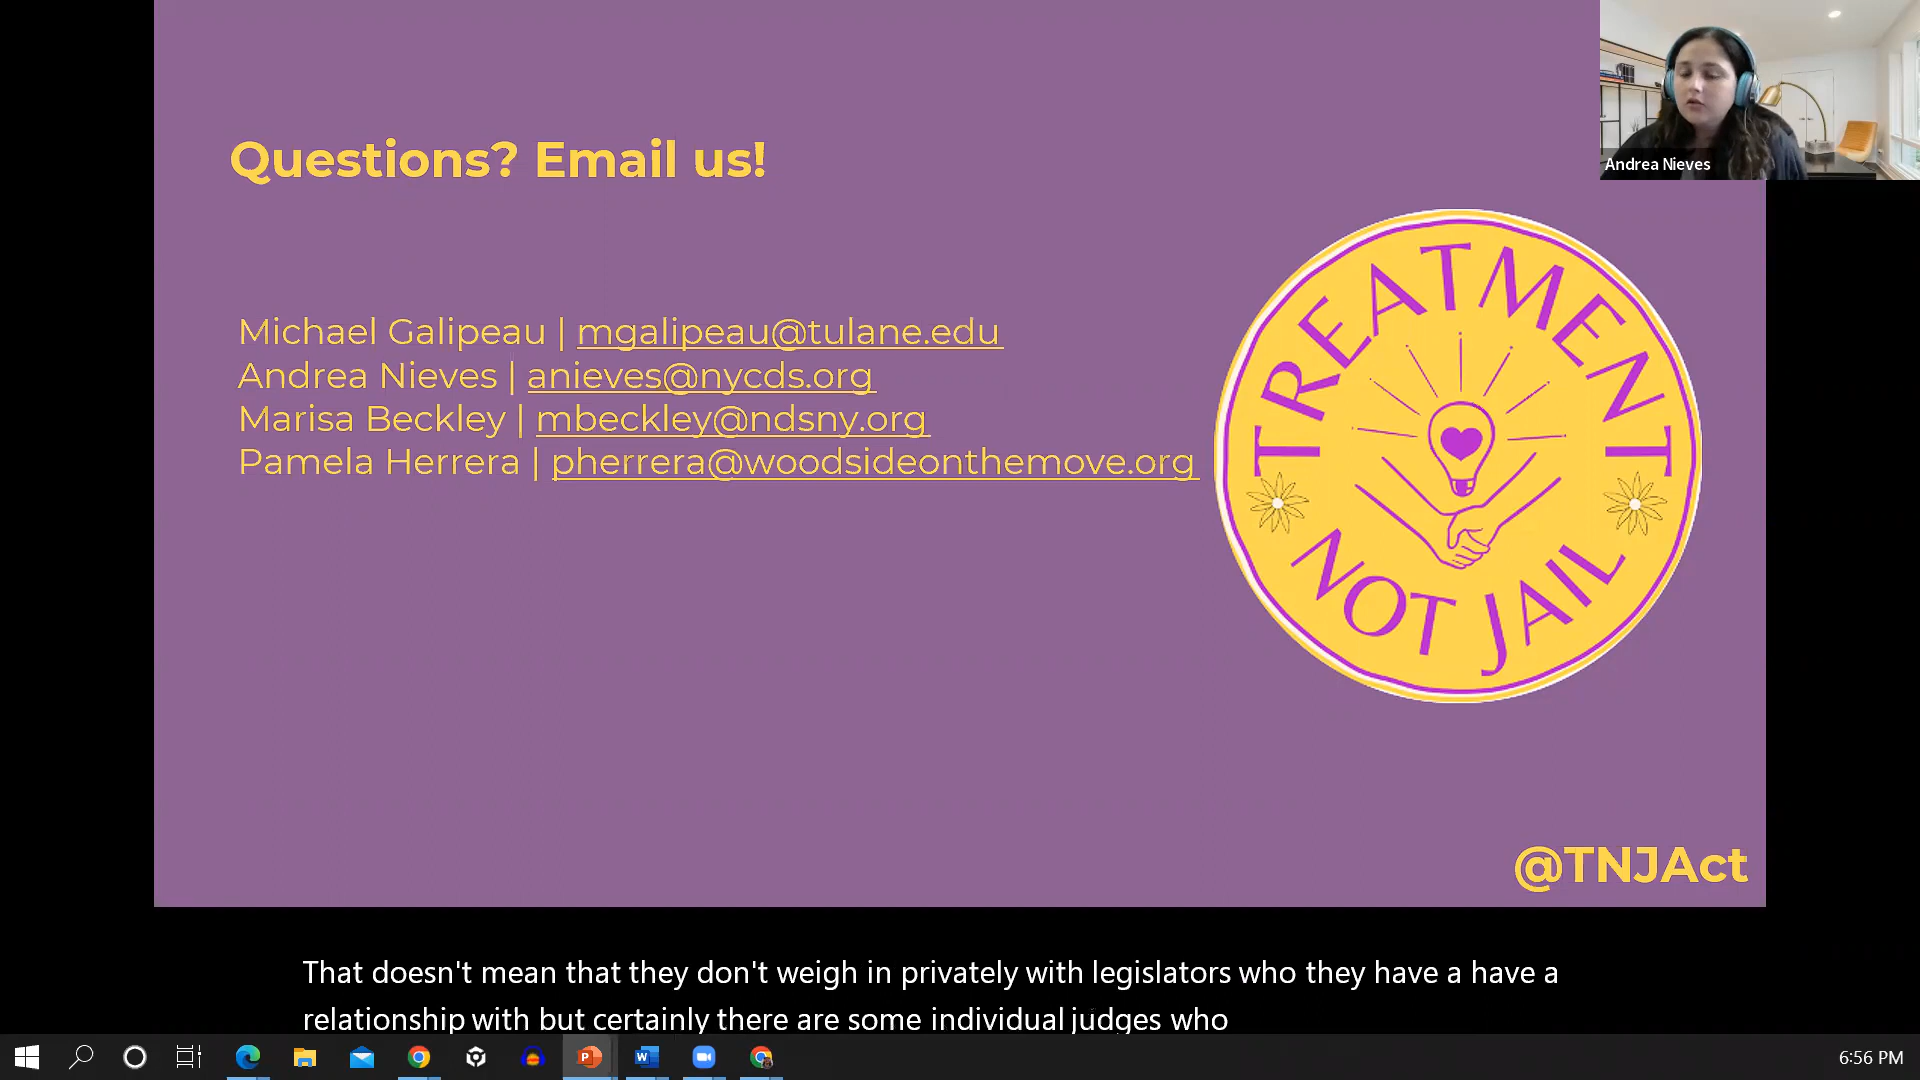 Questions? Email us!
Andrea Nieves
Michael Galipeau | mgalipeau@tulane.edu
Andrea Nieves | anieves@nycds.org
Marisa Beckley | mbeckley@ndsny.org
Pamela Herrera | pherrera@woodsideonthemove.org
TREATMENT
NOT JAIL
@TNJAct
That doesn't mean that they don't weigh in privately with legislators who they have a have a
relationship with but certainly there are some individual judges who
6:56 PM